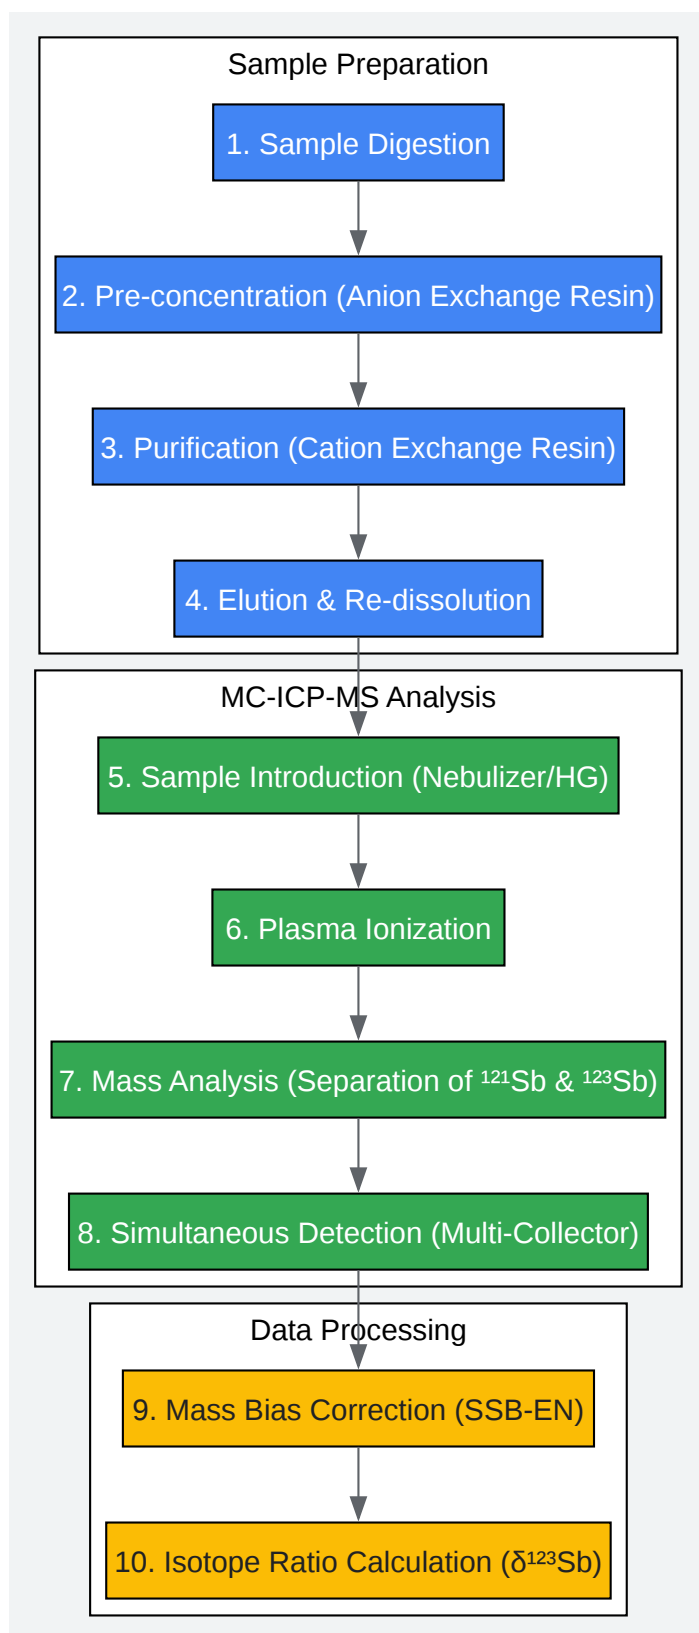 Sample Preparation
1. Sample Digestion
2. Pre-concentration (Anion Exchange Resin)
3. Purification (Cation Exchange Resin)
4. Elution & Re-dissolution
MC-ICP-MS Analysis
5. Sample Introduction (Nebulizer/HG)
6. Plasma Ionization
7. Mass Analysis (Separation of ¹²¹Sb & ¹²³Sb)
8. Simultaneous Detection (Multi-Collector)
Data Processing
9. Mass Bias Correction (SSB-EN)
10. Isotope Ratio Calculation (δ¹²³Sb)